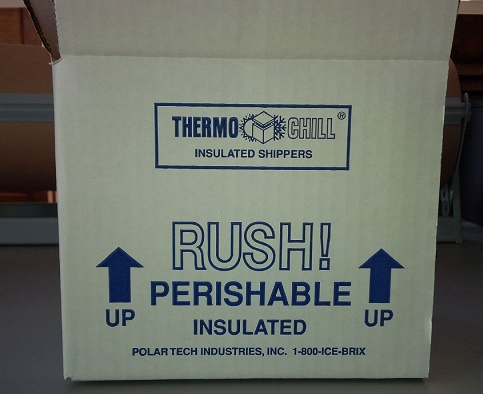 THERMO CHILL®
INSULATED SHIPPERS
RUSH!
PERISHABLE
UP
UP
INSULATED
POLAR TECH INDUSTRIES, INC. 1-800-ICE-BRIX